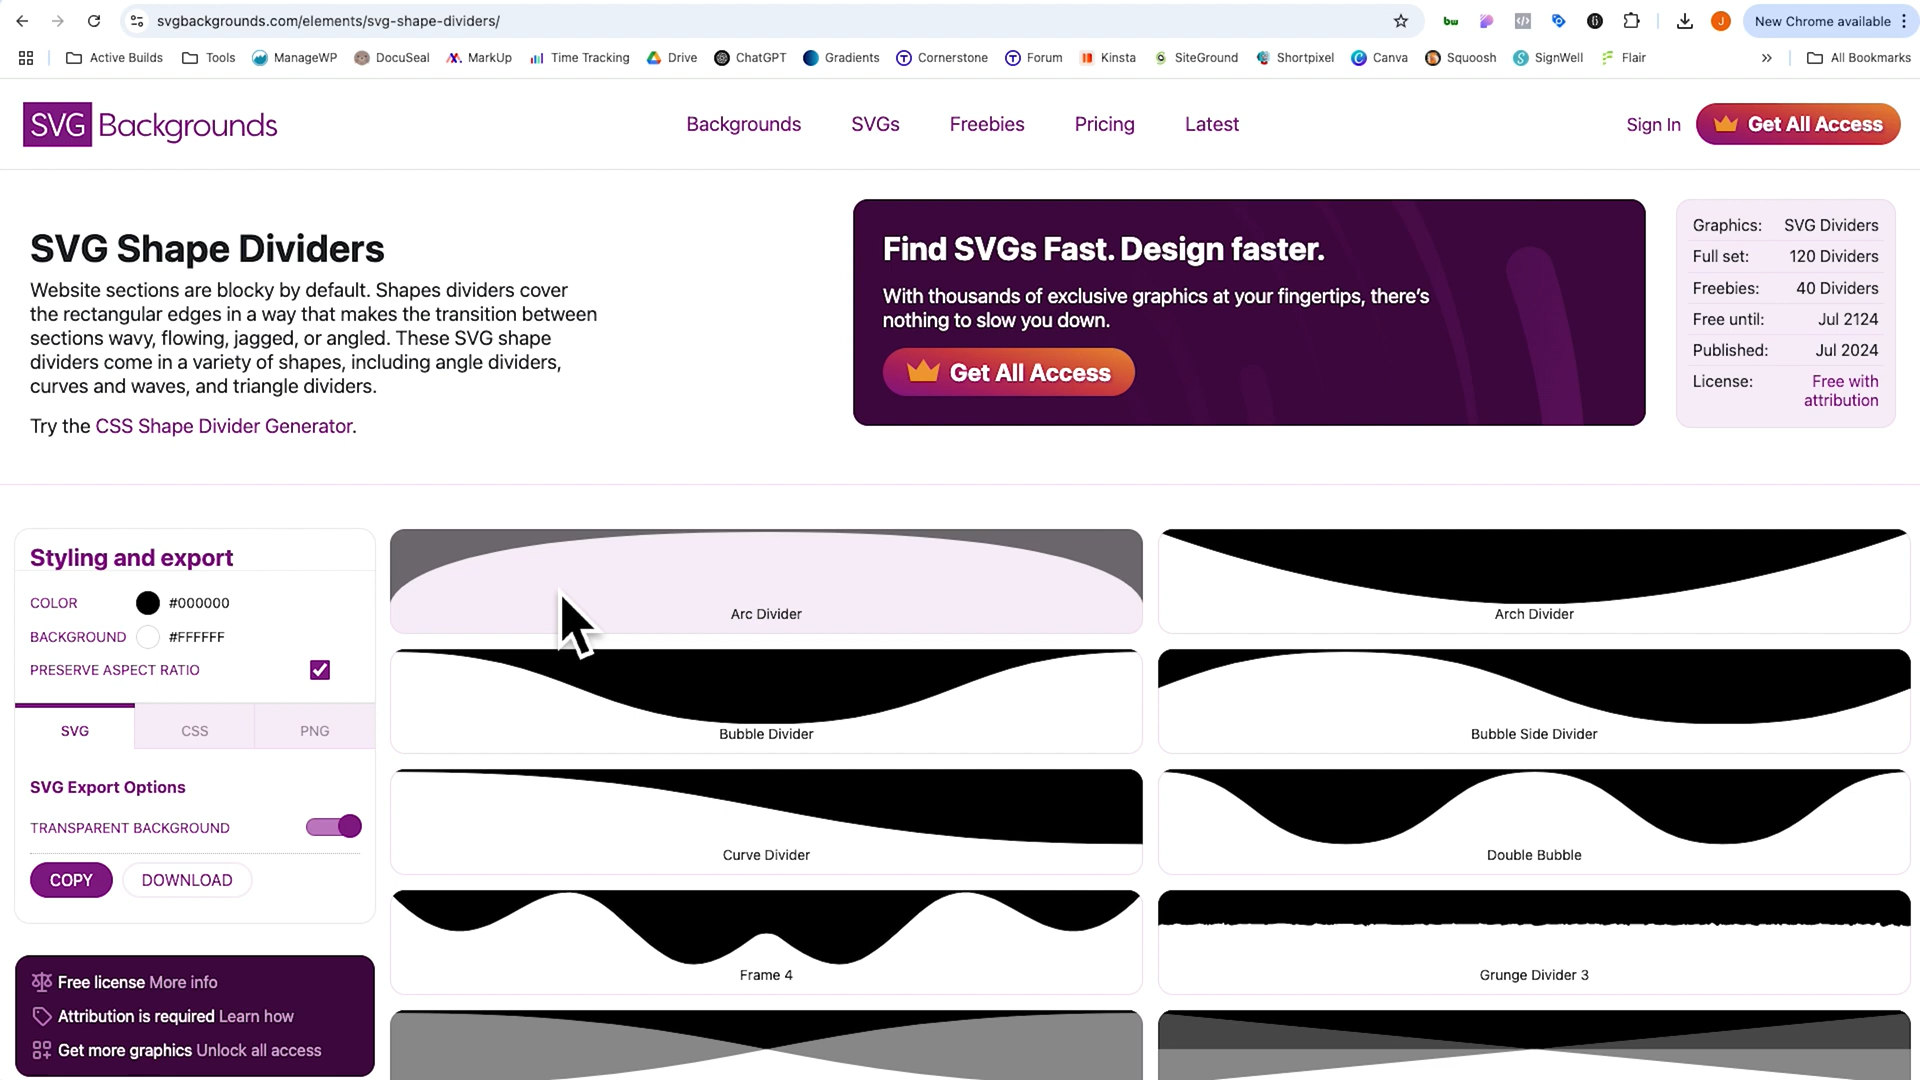 svgbackgrounds.com/elements/svg-shape-dividers/
New Chrome available
Active Builds
Tools
ManageWP
DocuSeal
MarkUp
Time Tracking
Drive
ChatGPT
Gradients
Cornerstone
Forum
Kinsta
SiteGround
Shortpixel
Canva
Squoosh
SignWell
Flair
All Bookmarks
SVG Backgrounds
Backgrounds
SVGs
Freebies
Pricing
Latest
Sign In
Get All Access
SVG Shape Dividers
Website sections are blocky by default. Shapes dividers cover
the rectangular edges in a way that makes the transition between
sections wavy, flowing, jagged, or angled. These SVG shape
dividers come in a variety of shapes, including angle dividers,
curves and waves, and triangle dividers.
Try the CSS Shape Divider Generator.
Find SVGs Fast. Design faster.
With thousands of exclusive graphics at your fingertips, there's
nothing to slow you down.
Get All Access
Graphics: SVG Dividers
Full set: 120 Dividers
Freebies: 40 Dividers
Free until: Jul 2124
Published: Jul 2024
License: Free with
attribution
Styling and export
COLOR #000000
BACKGROUND #FFFFFF
PRESERVE ASPECT RATIO
SVG
CSS
PNG
SVG Export Options
TRANSPARENT BACKGROUND
COPY
DOWNLOAD
Free license More info
Attribution is required Learn how
Get more graphics Unlock all access
Arc Divider
Arch Divider
Bubble Divider
Bubble Side Divider
Curve Divider
Double Bubble
Frame 4
Grunge Divider 3